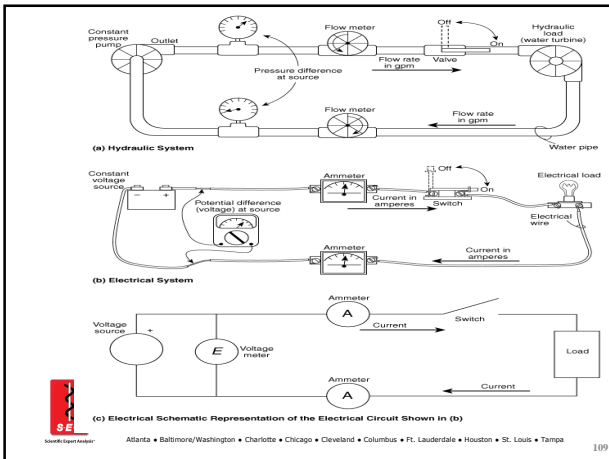 Constant
pressure
pump
Outlet
Flow meter
Off
On
Hydraulic
load
(water turbine)
Pressure difference
at source
Flow rate
in gpm
Valve
Flow meter
Flow rate
in gpm
Water pipe
(a) Hydraulic System
Constant
voltage
source
- +
Potential difference
(voltage) at source
Ammeter
Current in
amperes
Off
On
Switch
Electrical load
Electrical
wire
Ammeter
Current in
amperes
(b) Electrical System
Voltage
source
+
E
Voltage
meter
Ammeter
A
Current
Switch
Load
Ammeter
A
Current
(c) Electrical Schematic Representation of the Electrical Circuit Shown in (b)
SEA
Scientific Expert Analysis™
Atlanta • Baltimore/Washington • Charlotte • Chicago • Cleveland • Columbus • Ft. Lauderdale • Houston • St. Louis • Tampa
109